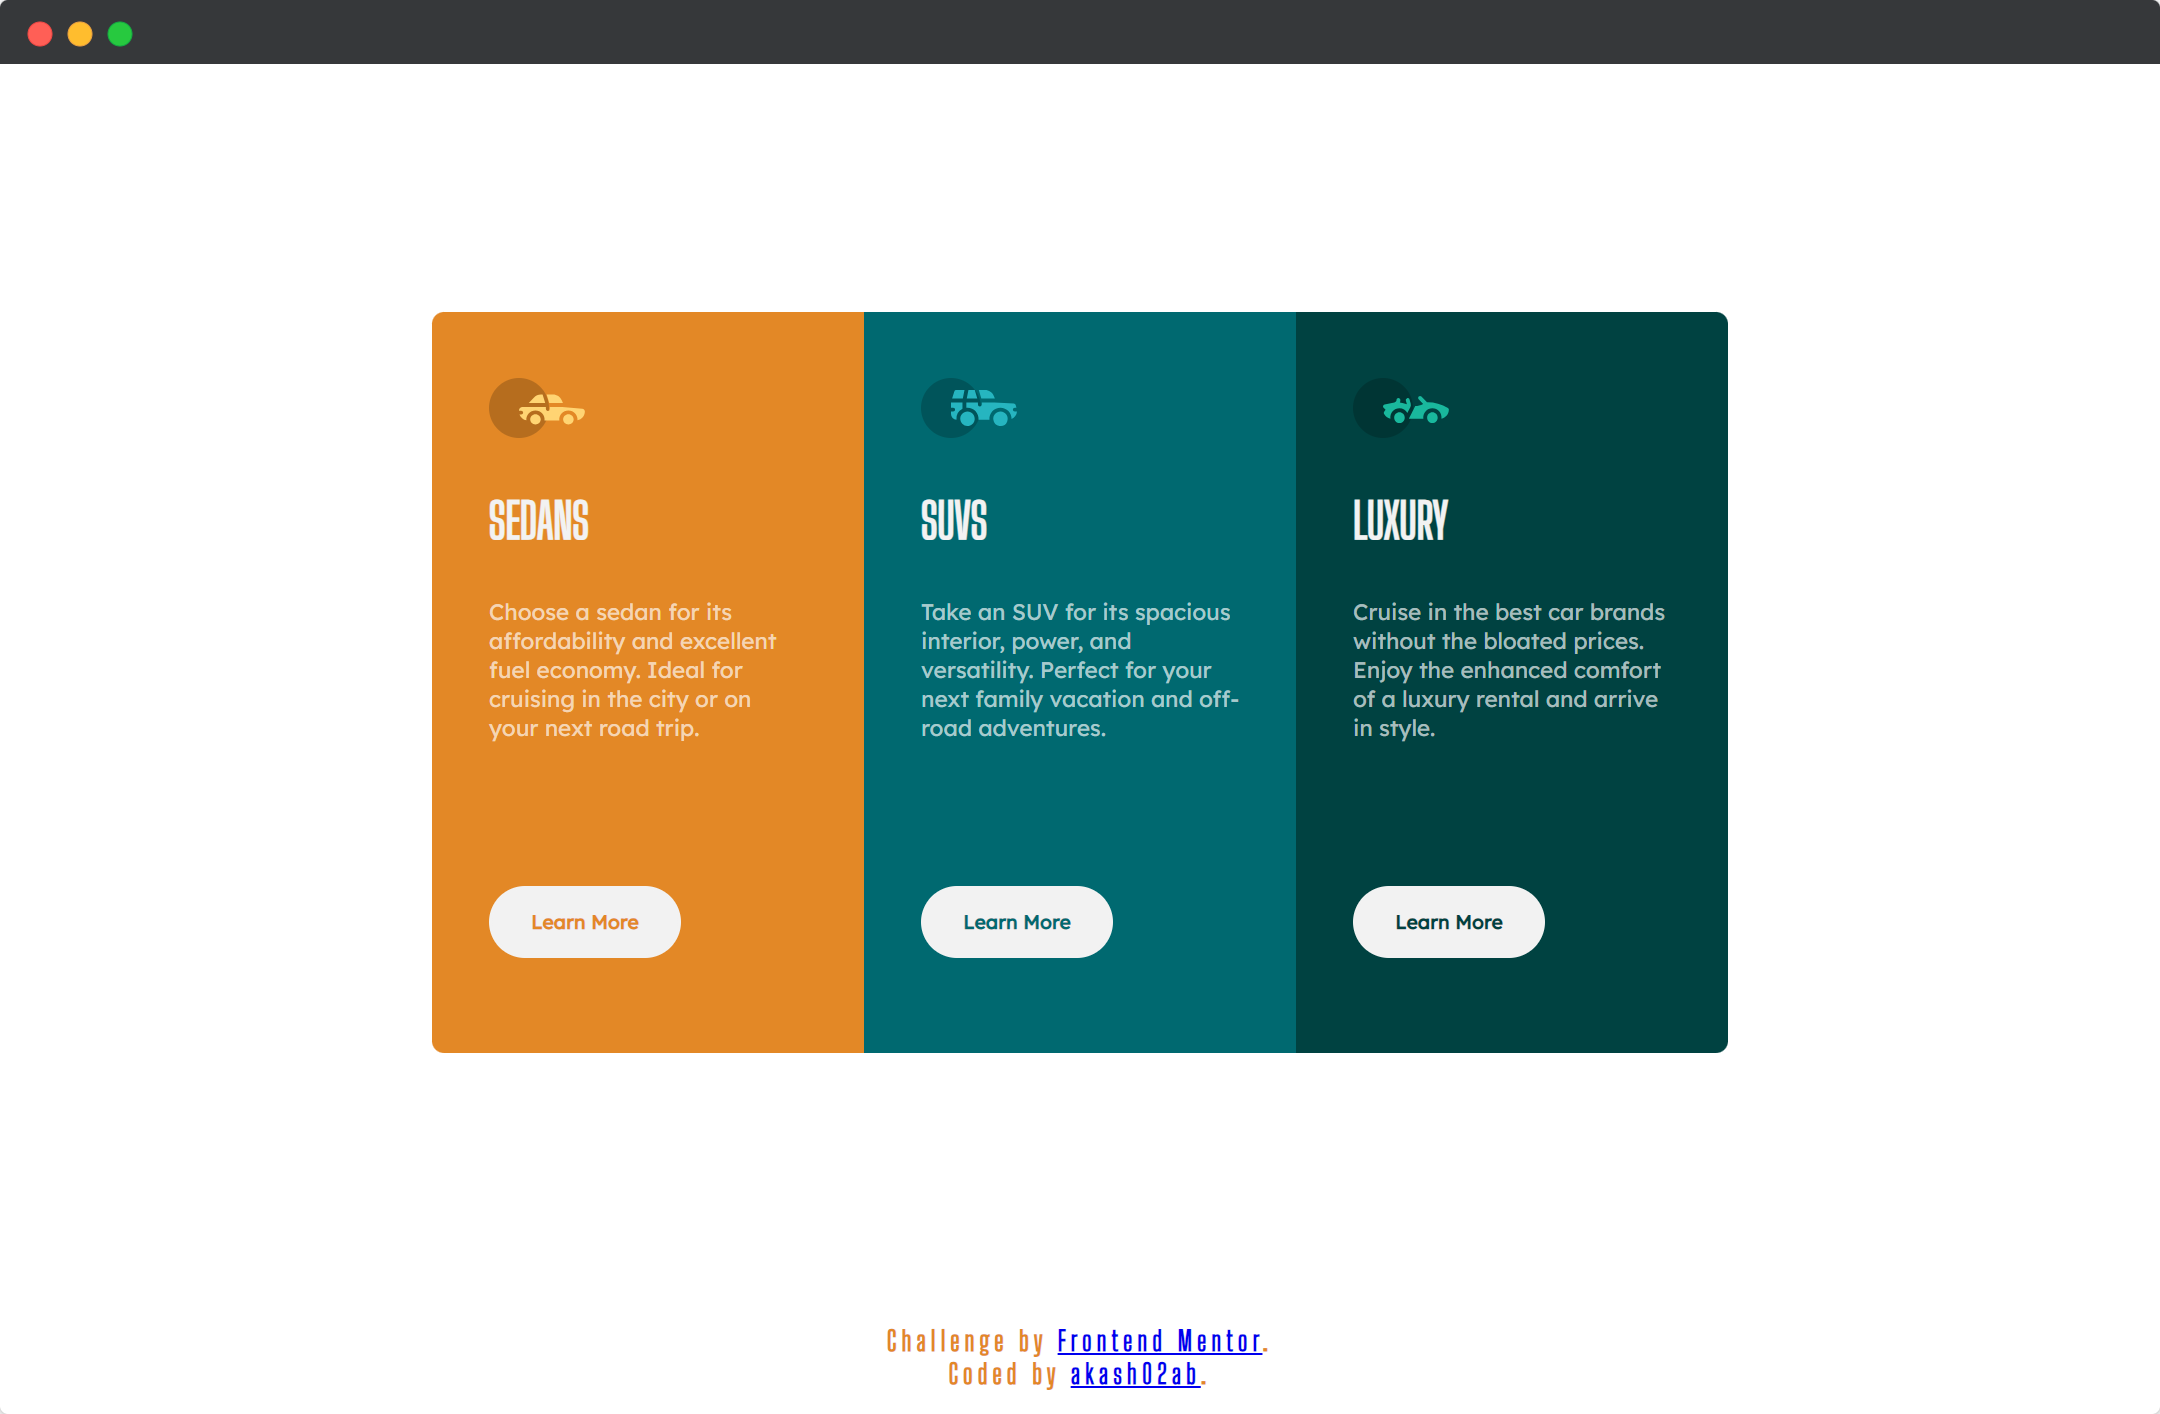 SEDANS
Choose a sedan for its
affordability and excellent
fuel economy. Ideal for
cruising in the city or on
your next road trip.
Learn More
SUVS
Take an SUV for its spacious
interior, power, and
versatility. Perfect for your
next family vacation and off-
road adventures.
Learn More
LUXURY
Cruise in the best car brands
without the bloated prices.
Enjoy the enhanced comfort
of a luxury rental and arrive
in style.
Learn More
Challenge by Frontend Mentor.
Coded by akash02ab.